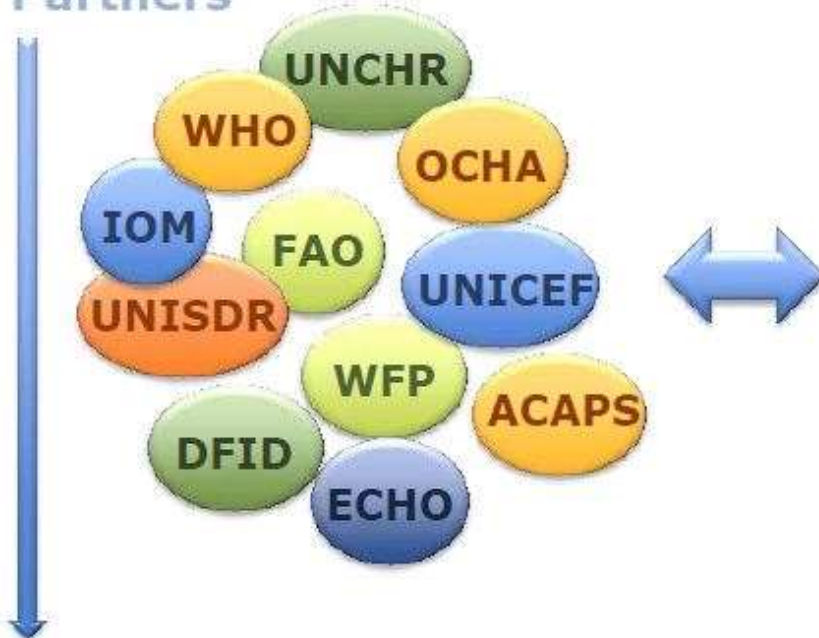 Partners
UNCHR
WHO
OCHA
IOM
FAO
UNICEF
UNISDR
WFP
ACAPS
DFID
ECHO